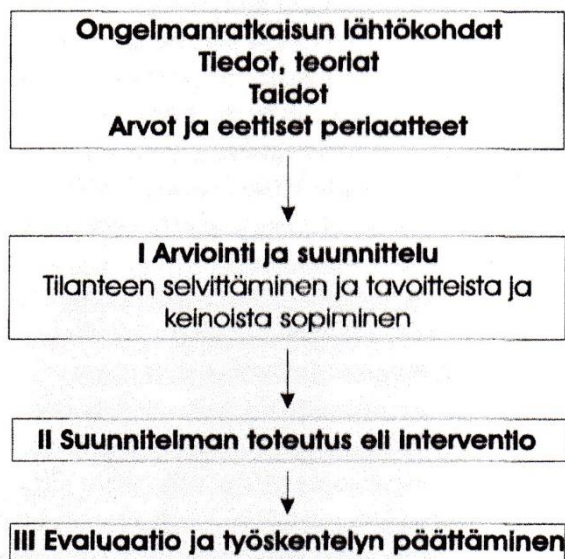 Ongelmanratkaisun lähtökohdat
Tiedot, teoriat
Taidot
Arvot ja eettiset periaatteet
I Arviointi ja suunnittelu
Tilanteen selvittäminen ja tavoitteista ja
keinoista sopiminen
II Suunnitelman toteutus eli interventio
III Evaluaatio ja työskentelyn päättäminen